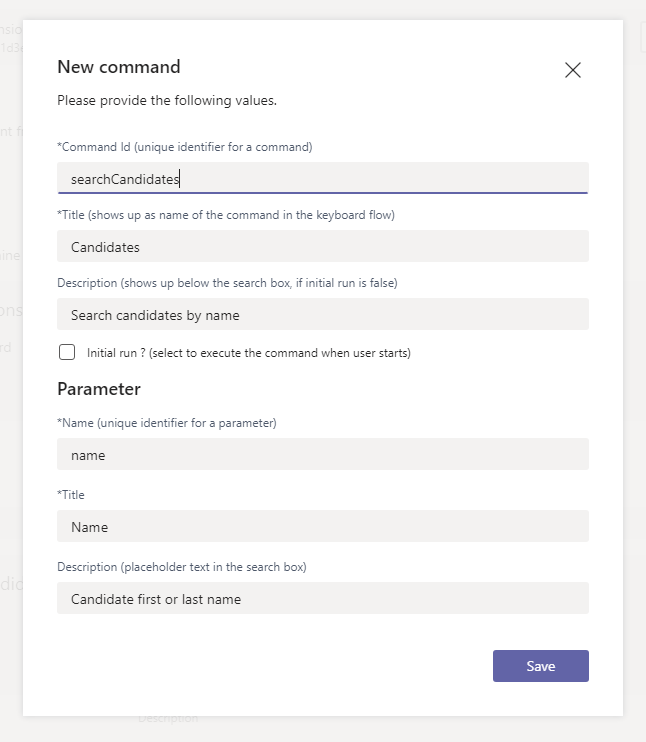 New command
Please provide the following values.
*Command Id (unique identifier for a command)
searchCandidates
*Title (shows up as name of the command in the keyboard flow)
Candidates
Description (shows up below the search box, if initial run is false)
Search candidates by name
Initial run ? (select to execute the command when user starts)
Parameter
*Name (unique identifier for a parameter)
name
*Title
Name
Description (placeholder text in the search box)
Candidate first or last name
Save
Description